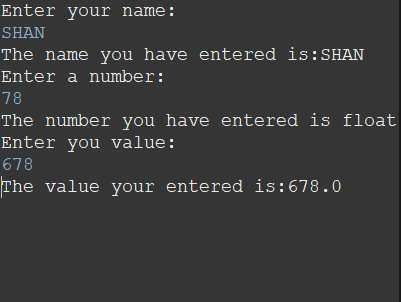 Enter your name:
SHAN
The name you have entered is:SHAN
Enter a number:
78
The number you have entered is float
Enter you value:
678
The value your entered is:678.0